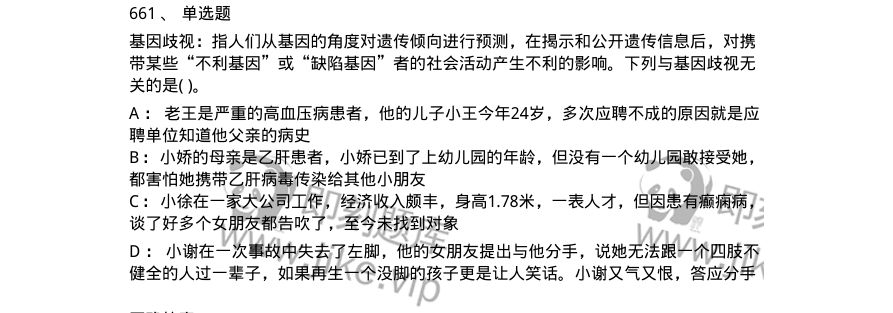 661 、 单选题
基因歧视：指人们从基因的角度对遗传倾向进行预测，在揭示和公开遗传信息后，对携
带某些“不利基因”或“缺陷基因”者的社会活动产生不利的影响。下列与基因歧视无
关的是( )。
A： 老王是严重的高血压病患者，他的儿子小王今年24岁，多次应聘不成的原因就是应
聘单位知道他父亲的病史
B：小娇的母亲是乙肝患者，小娇已到了上幼儿园的年龄，但没有一个幼儿园敢接受她，
都害怕她携带乙肝病毒传染给其他小朋友
C：小徐在一家大公司工作，经济收入颇丰，身高1.78米，一表人才，但因患有癫痫病，
谈了好多个女朋友都告吹了，至今未找到对象
D： 小谢在一次事故中失去了左脚，他的女朋友提出与他分手，说她无法跟一个四肢不
健全的人过一辈子，如果再生一个没脚的孩子更是让人笑话。小谢又气又恨，答应分手
即刻题库
www.jike.vip
即刻
www.jik